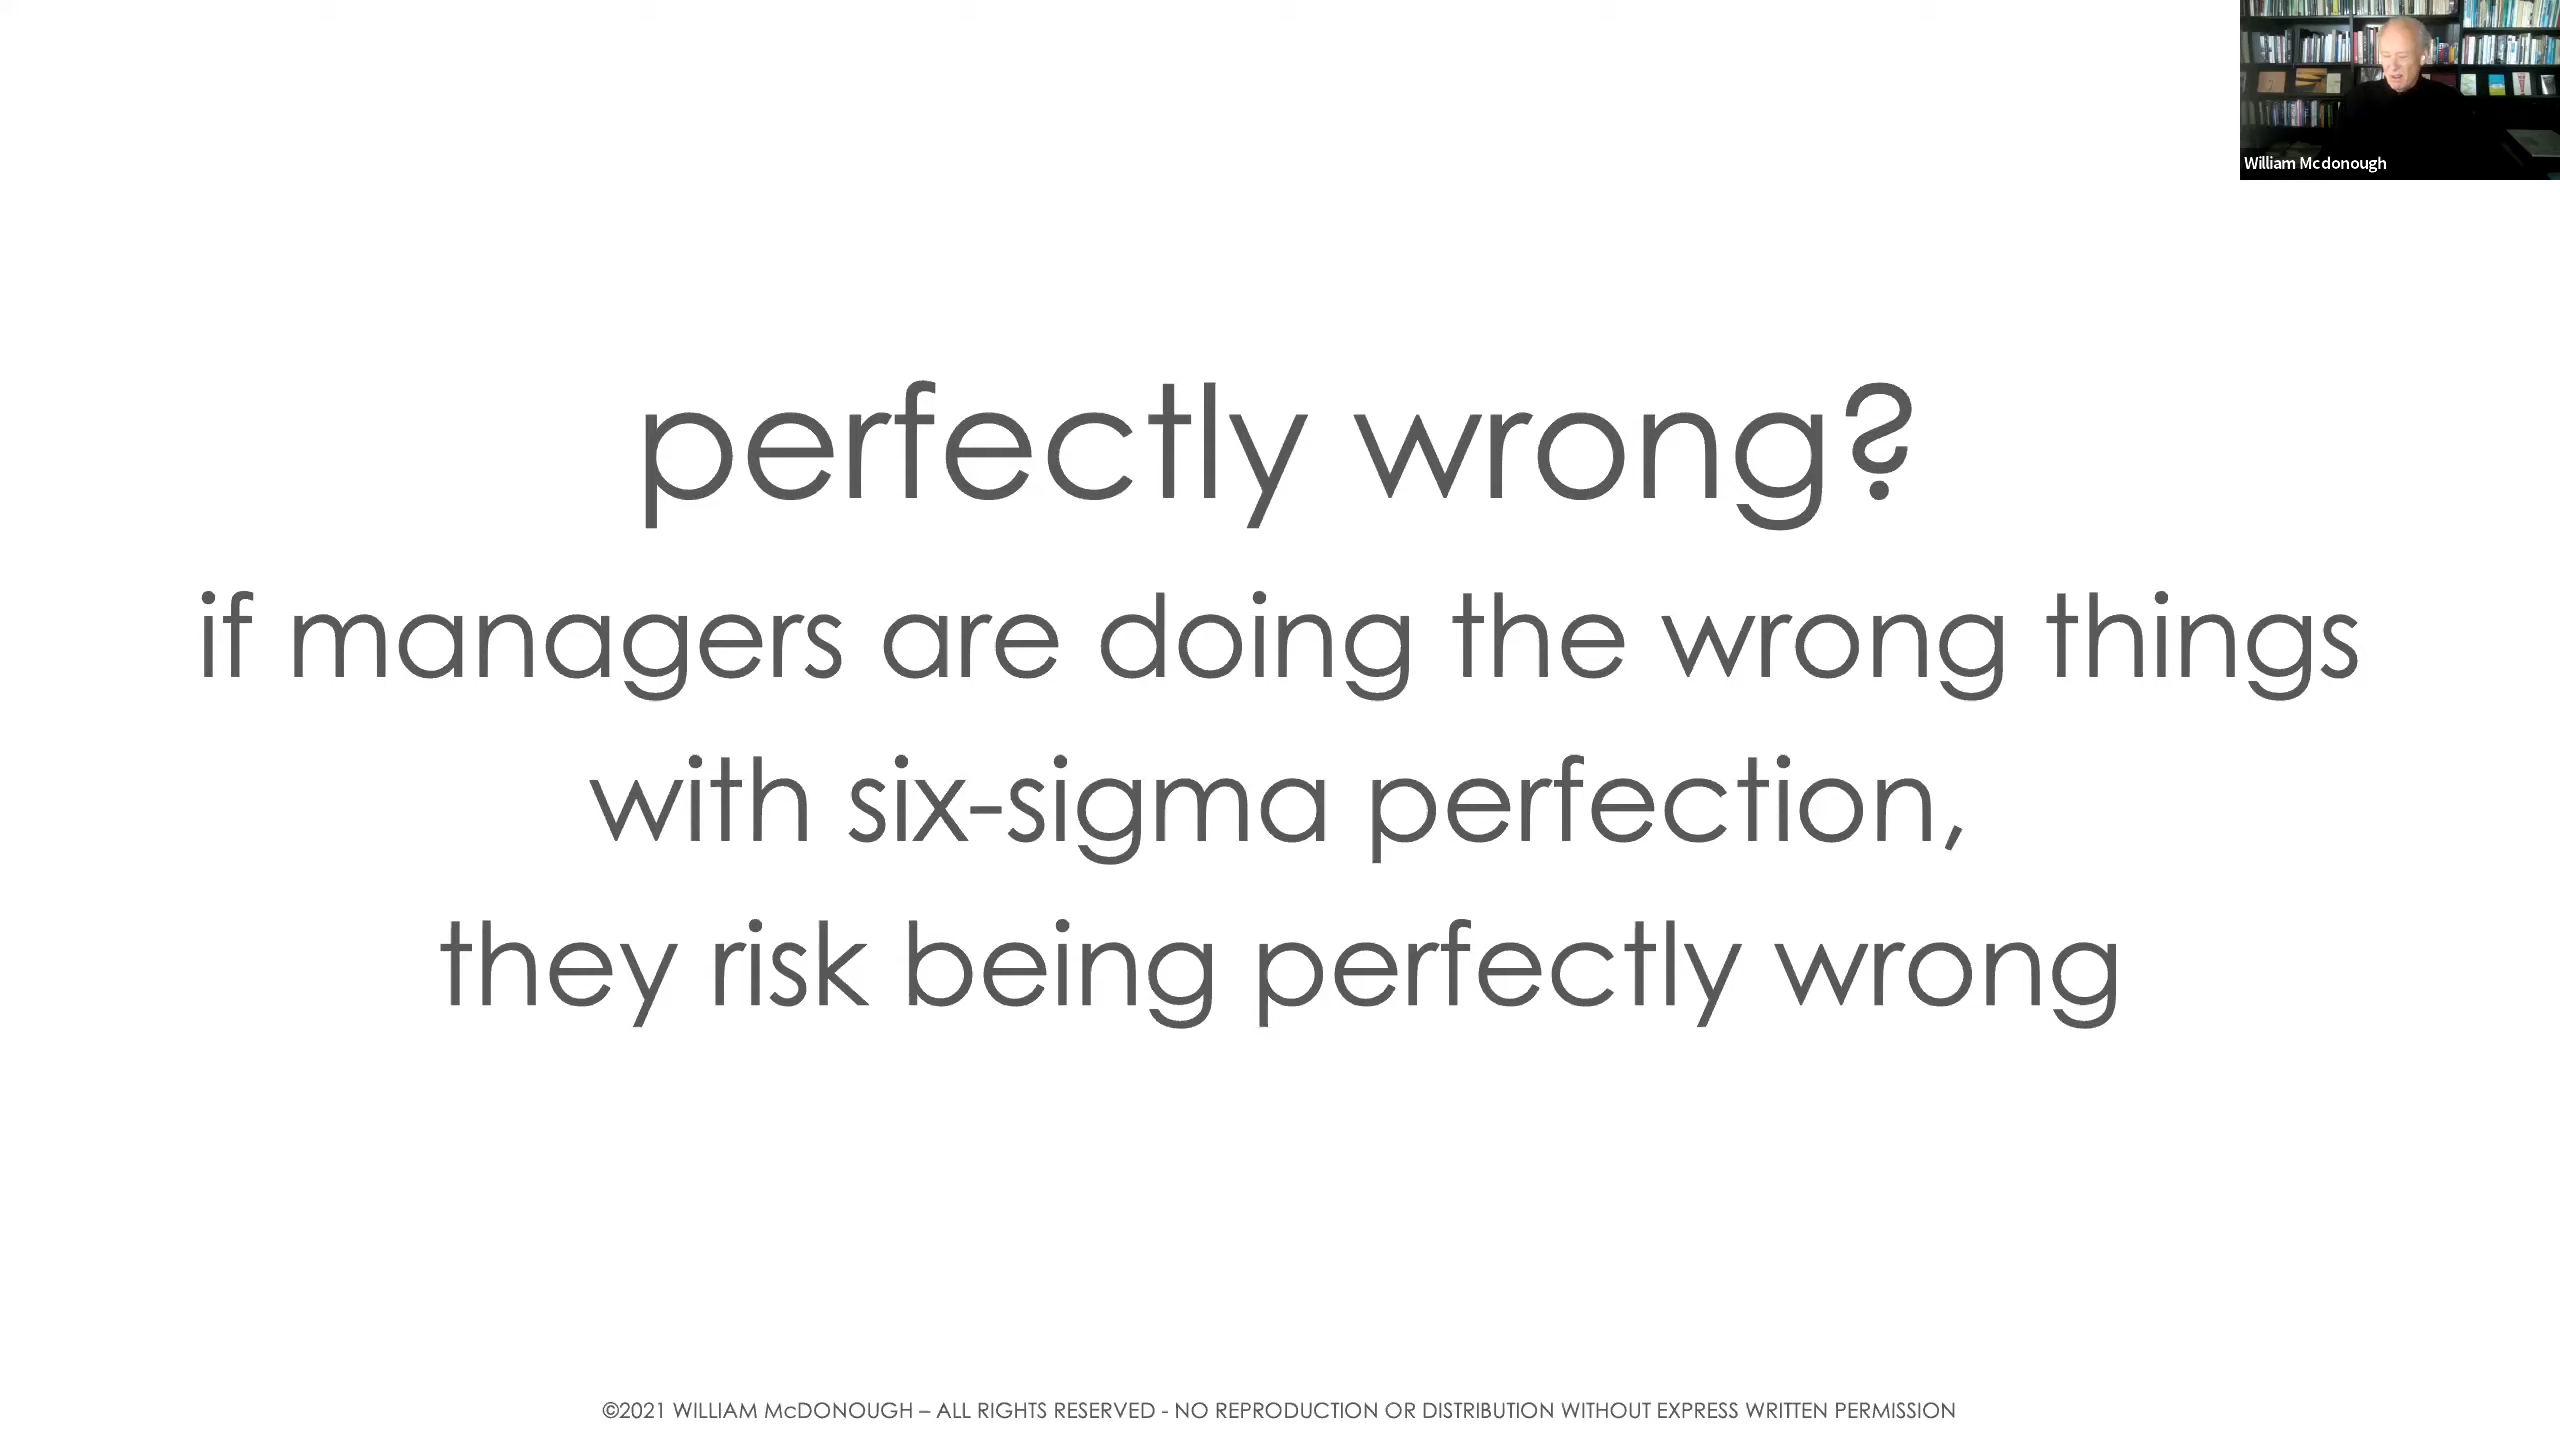 William Mcdonough
perfectly wrong?
if managers are doing the wrong things
with six-sigma perfection,
they risk being perfectly wrong
©2021 WILLIAM McDONOUGH – ALL RIGHTS RESERVED - NO REPRODUCTION OR DISTRIBUTION WITHOUT EXPRESS WRITTEN PERMISSION